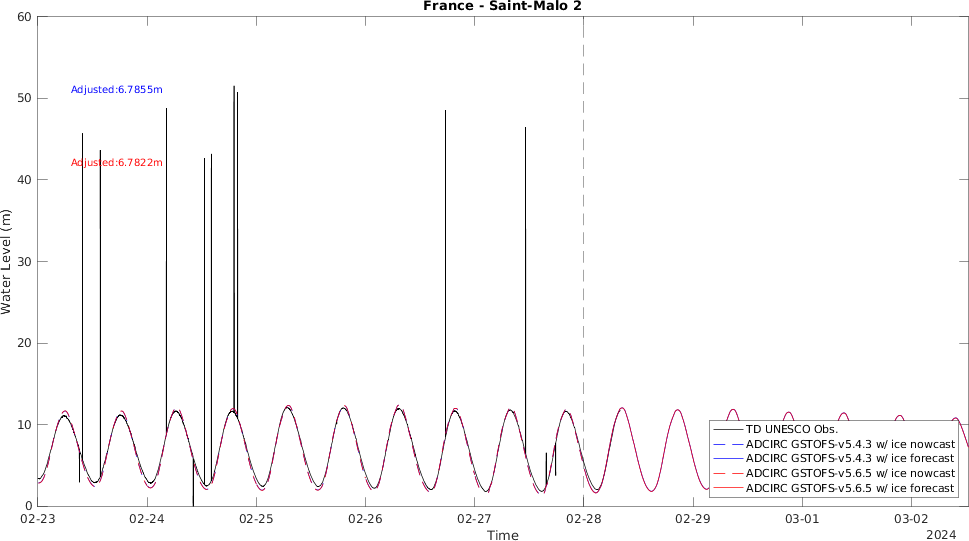 France - Saint-Malo 2
60
50
40
30
20
10
0
Water Level (m)
Adjusted:6.7855m
Adjusted:6.7822m
TD UNESCO Obs.
ADCIRC GSTOFS-v5.4.3 w/ ice nowcast
ADCIRC GSTOFS-v5.4.3 w/ ice forecast
ADCIRC GSTOFS-v5.6.5 w/ ice nowcast
ADCIRC GSTOFS-v5.6.5 w/ ice forecast
02-23 02-24 02-25 02-26 02-27 02-28 02-29 03-01 03-02
Time
2024